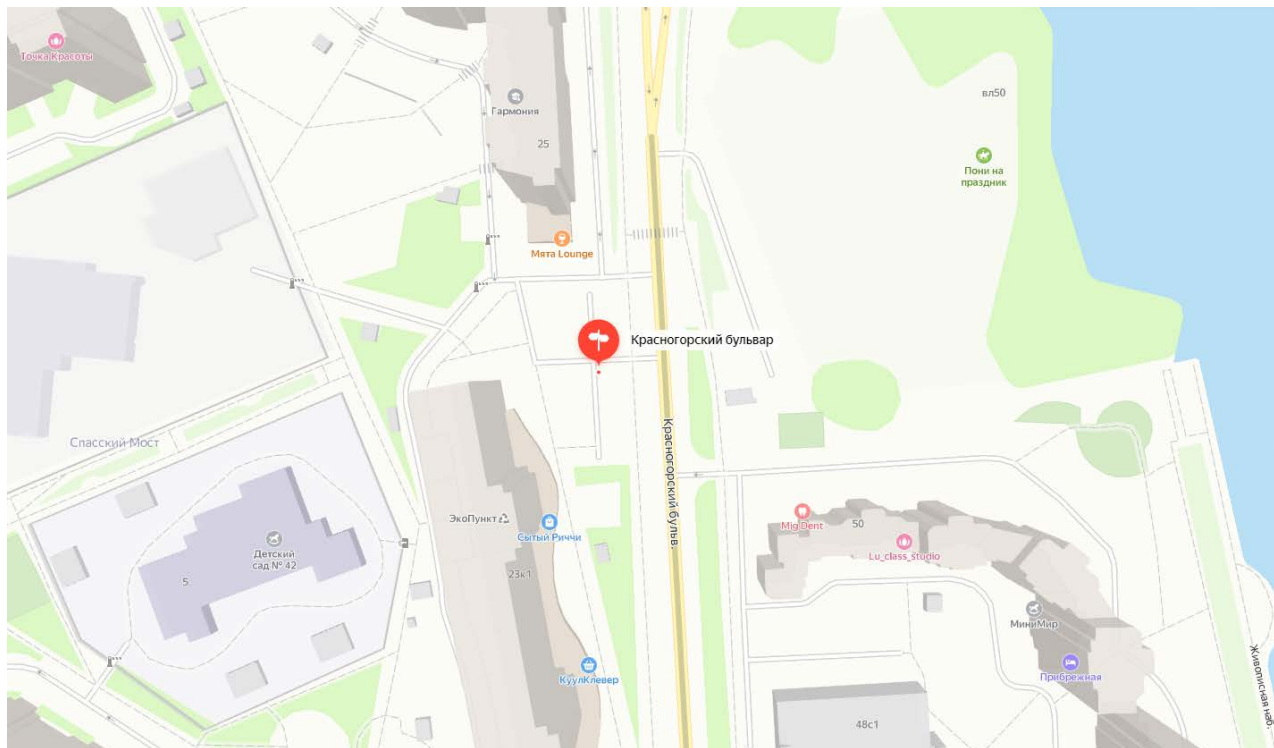 Точка Красоты
вл50
Гармония
25
Пони на
праздник
Мята Lounge
Красногорский бульвар
Спасский Мост
Красногорский бульв.
ЭкоПункт
Mig Dent
50
Сытый Риччи
Lu_class_studio
Детский
сад № 42
5
23к1
МиниМир
КуулКлевер
Прибрежная
Живописная наб.
48с1